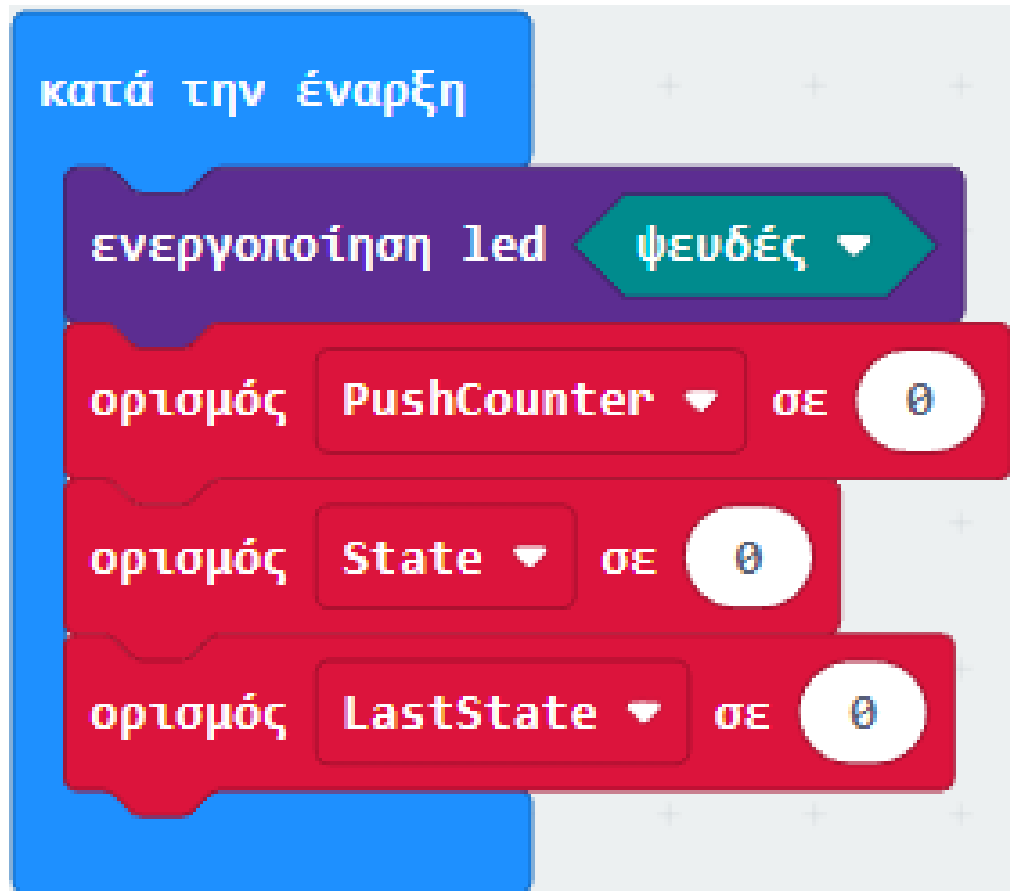 κατά την έναρξη
ενεργοποίηση led ψευδές
ορισμός PushCounter σε 0
ορισμός State σε 0
ορισμός LastState σε 0